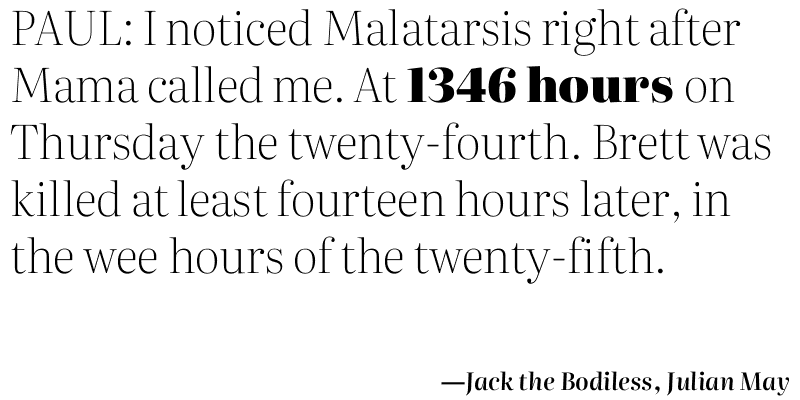 PAUL: I noticed Malatarsis right after
Mama called me. At 1346 hours on
Thursday the twenty-fourth. Brett was
killed at least fourteen hours later, in
the wee hours of the twenty-fifth.
—Jack the Bodiless, Julian May